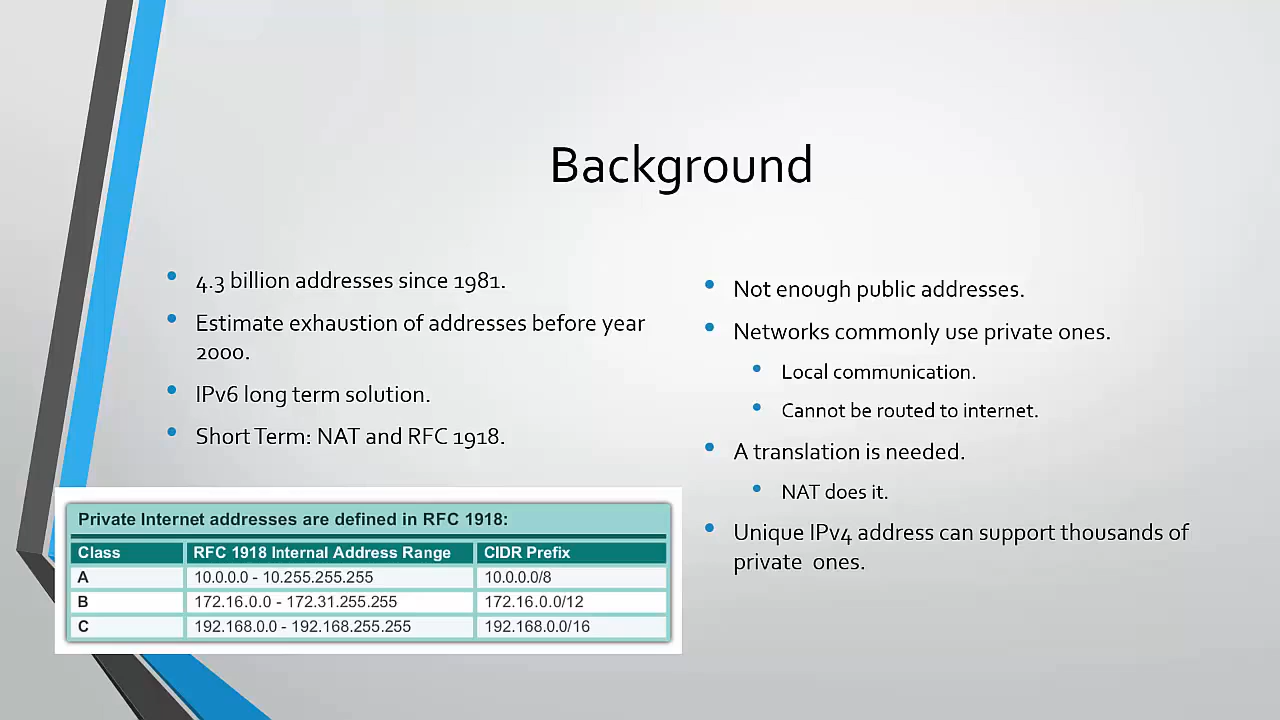 Background
4.3 billion addresses since 1981.
Estimate exhaustion of addresses before year
2000.
IPv6 long term solution.
Short Term: NAT and RFC 1918.
Private Internet addresses are defined in RFC 1918:
Class RFC 1918 Internal Address Range CIDR Prefix
A 10.0.0.0 - 10.255.255.255 10.0.0.0/8
B 172.16.0.0 - 172.31.255.255 172.16.0.0/12
C 192.168.0.0 - 192.168.255.255 192.168.0.0/16
Not enough public addresses.
Networks commonly use private ones.
Local communication.
Cannot be routed to internet.
A translation is needed.
NAT does it.
Unique IPv4 address can support thousands of
private ones.